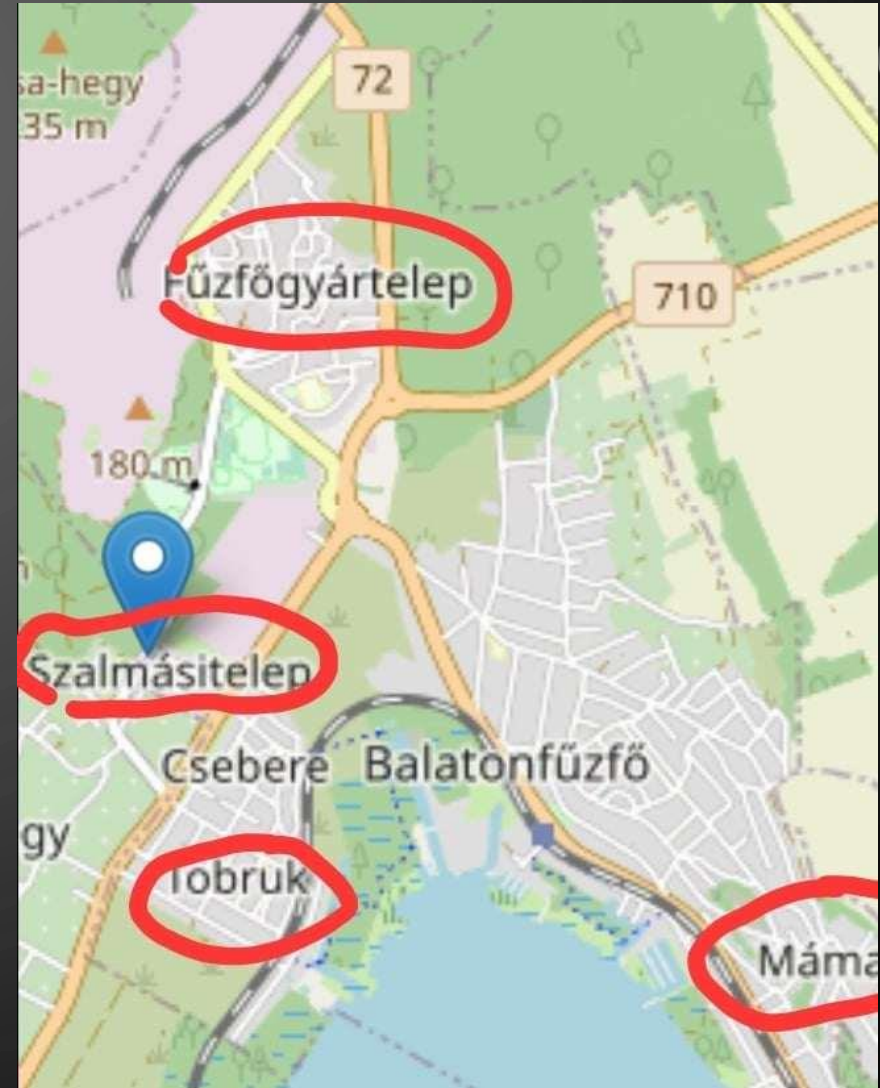 sa-hegy
35 m
72
Fűzfőgyártelep
710
180 m
Szalmásitelep
Csebere
Balatonfűzfő
gy
Tobruk
Máma